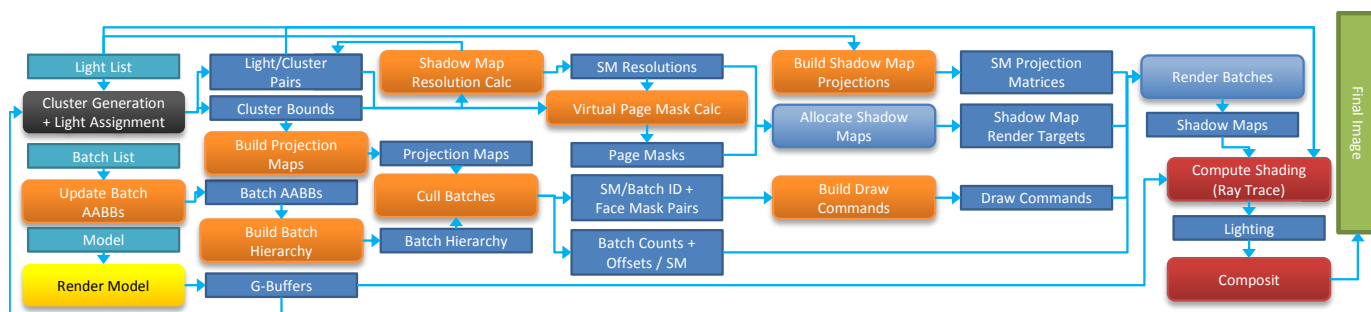 Light List
Cluster Generation
+ Light Assignment
Batch List
Update Batch
AABBs
Model
Render Model
Light/Cluster
Pairs
Cluster Bounds
Build Projection
Maps
Batch AABBs
Build Batch
Hierarchy
G-Buffers
Shadow Map
Resolution Calc
Projection Maps
Cull Batches
Batch Hierarchy
SM Resolutions
Virtual Page Mask Calc
Page Masks
SM/Batch ID +
Face Mask Pairs
Batch Counts +
Offsets / SM
Build Shadow Map
Projections
Allocate Shadow
Maps
Build Draw
Commands
SM Projection
Matrices
Shadow Map
Render Targets
Draw Commands
Render Batches
Shadow Maps
Compute Shading
(Ray Trace)
Lighting
Composit
Final Image